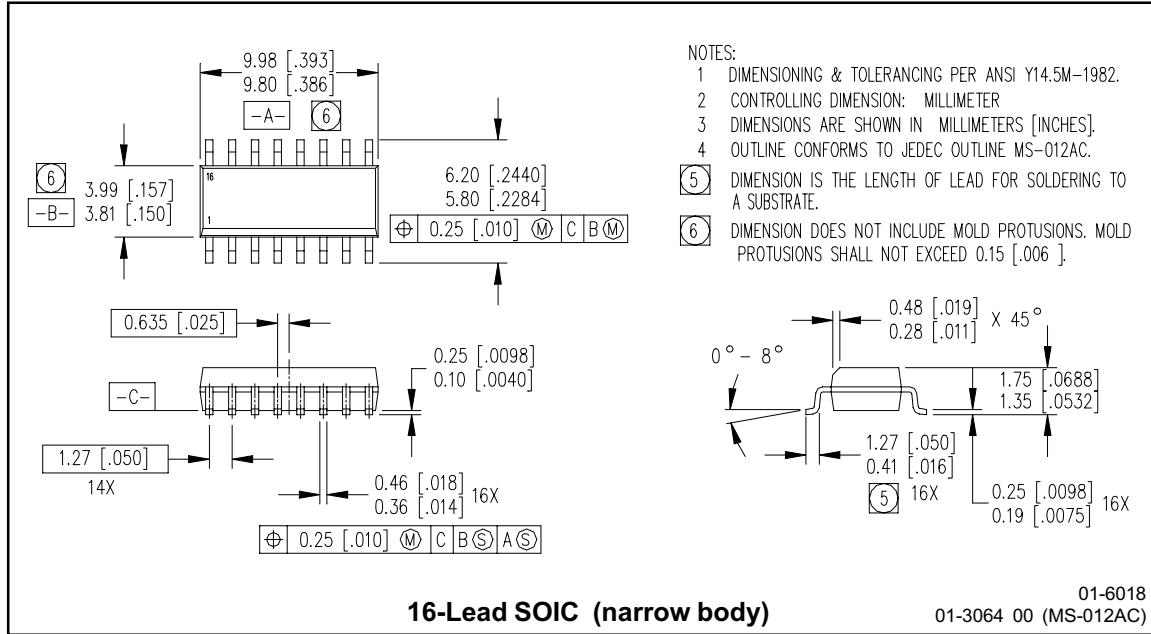 9.98 [.393]
9.80 [.386]
-A- 6
6
3.99 [.157]
3.81 [.150]
-B-
16
1
6.20 [.2440]
5.80 [.2284]
⌖ 0.25 [.010] Ⓜ C B Ⓜ
NOTES:
1 DIMENSIONING & TOLERANCING PER ANSI Y14.5M-1982.
2 CONTROLLING DIMENSION: MILLIMETER
3 DIMENSIONS ARE SHOWN IN MILLIMETERS [INCHES].
4 OUTLINE CONFORMS TO JEDEC OUTLINE MS-012AC.
5 DIMENSION IS THE LENGTH OF LEAD FOR SOLDERING TO
A SUBSTRATE.
6 DIMENSION DOES NOT INCLUDE MOLD PROTUSIONS. MOLD
PROTUSIONS SHALL NOT EXCEED 0.15 [.006 ].
0.635 [.025]
0.25 [.0098]
0.10 [.0040]
-C-
1.27 [.050]
14X
0.46 [.018]
0.36 [.014] 16X
⌖ 0.25 [.010] Ⓜ C B Ⓢ A Ⓢ
0.48 [.019]
0.28 [.011] X 45°
0° - 8°
1.75 [.0688]
1.35 [.0532]
1.27 [.050]
0.41 [.016]
5 16X
0.25 [.0098]
0.19 [.0075] 16X
16-Lead SOIC (narrow body)
01-6018
01-3064 00 (MS-012AC)